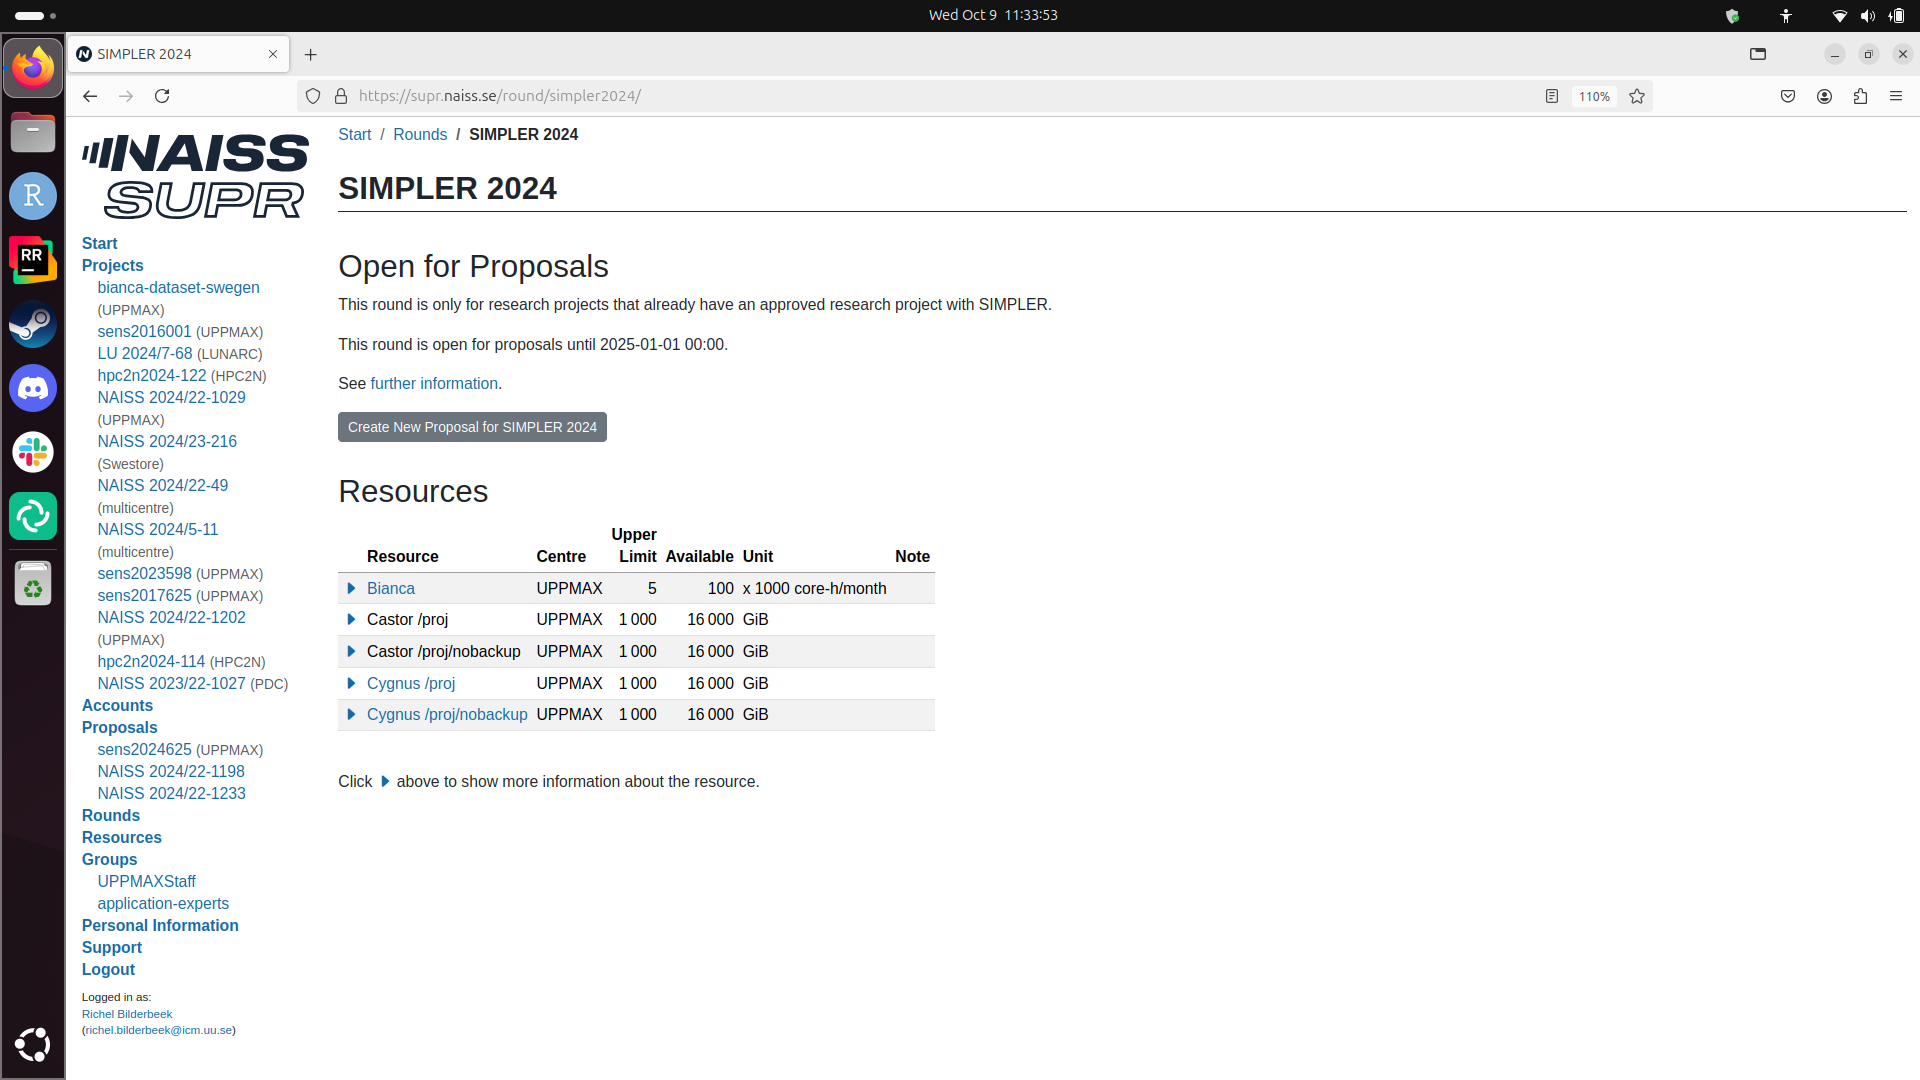 Wed Oct 9  11:33:53
SIMPLER 2024
https://supr.naiss.se/round/simpler2024/
110%
NAISS
SUPR
Start
Projects
bianca-dataset-swegen
(UPPMAX)
sens2016001 (UPPMAX)
LU 2024/7-68 (LUNARC)
hpc2n2024-122 (HPC2N)
NAISS 2024/22-1029
(UPPMAX)
NAISS 2024/23-216
(Swestore)
NAISS 2024/22-49
(multicentre)
NAISS 2024/5-11
(multicentre)
sens2023598 (UPPMAX)
sens2017625 (UPPMAX)
NAISS 2024/22-1202
(UPPMAX)
hpc2n2024-114 (HPC2N)
NAISS 2023/22-1027 (PDC)
Accounts
Proposals
sens2024625 (UPPMAX)
NAISS 2024/22-1198
NAISS 2024/22-1233
Rounds
Resources
Groups
UPPMAXStaff
application-experts
Personal Information
Support
Logout
Logged in as:
Richel Bilderbeek
(richel.bilderbeek@icm.uu.se)
Start / Rounds / SIMPLER 2024
SIMPLER 2024
Open for Proposals
This round is only for research projects that already have an approved research project with SIMPLER.
This round is open for proposals until 2025-01-01 00:00.
See further information.
Create New Proposal for SIMPLER 2024
Resources
Resource Centre Upper Limit Available Unit Note
Bianca UPPMAX 5 100 x 1000 core-h/month
Castor /proj UPPMAX 1 000 16 000 GiB
Castor /proj/nobackup UPPMAX 1 000 16 000 GiB
Cygnus /proj UPPMAX 1 000 16 000 GiB
Cygnus /proj/nobackup UPPMAX 1 000 16 000 GiB
Click above to show more information about the resource.
R
RR